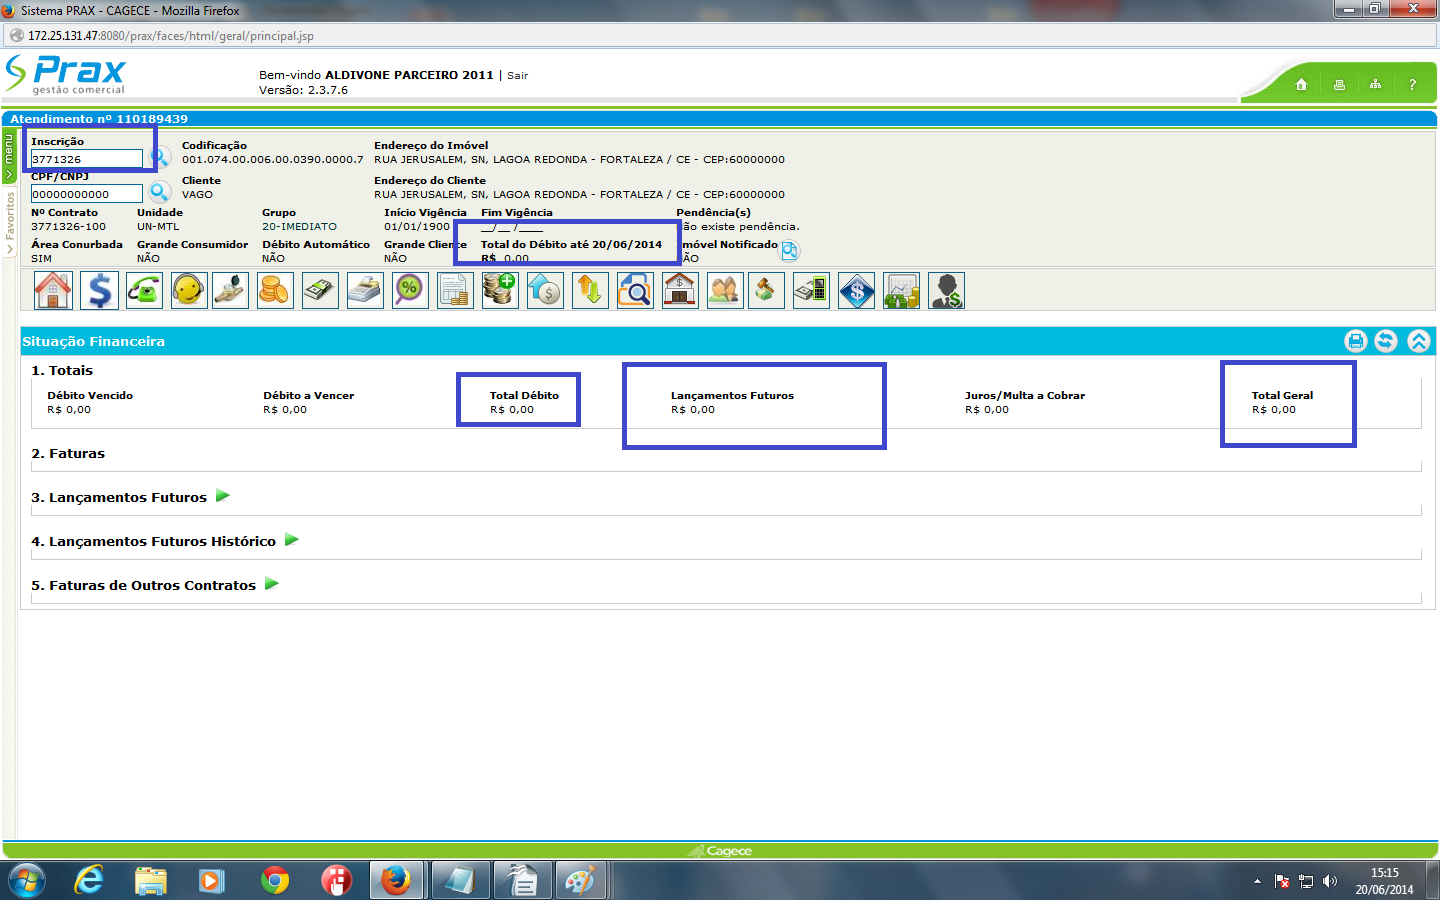 Sistema PRAX - CAGECE - Mozilla Firefox
172.25.131.47:8080/prax/faces/html/geral/principal.jsp
Prax
gestão comercial
Bem-vindo ALDIVONE PARCEIRO 2011 | Sair
Versão: 2.3.7.6
?
Atendimento nº 110189439
menu
Favoritos
Inscrição Codificação Endereço do Imóvel
3771326 001.074.00.006.00.0390.0000.7 RUA JERUSALEM, SN, LAGOA REDONDA - FORTALEZA / CE - CEP:60000000
CPF/CNPJ Cliente Endereço do Cliente
00000000000 VAGO RUA JERUSALEM, SN, LAGOA REDONDA - FORTALEZA / CE - CEP:60000000
Nº Contrato Unidade Grupo Início Vigência Fim Vigência Pendência(s)
3771326-100 UN-MTL 20-IMEDIATO 01/01/1900 __/__/____ não existe pendência.
Área Conurbada Grande Consumidor Débito Automático Grande Cliente Total do Débito até 20/06/2014 Imóvel Notificado
SIM NÃO NÃO NÃO R$ 0,00 NÃO
Situação Financeira
1. Totais
Débito Vencido Débito a Vencer Total Débito Lançamentos Futuros Juros/Multa a Cobrar Total Geral
R$ 0,00 R$ 0,00 R$ 0,00 R$ 0,00 R$ 0,00 R$ 0,00
2. Faturas
3. Lançamentos Futuros
4. Lançamentos Futuros Histórico
5. Faturas de Outros Contratos
Cagece
15:15
20/06/2014